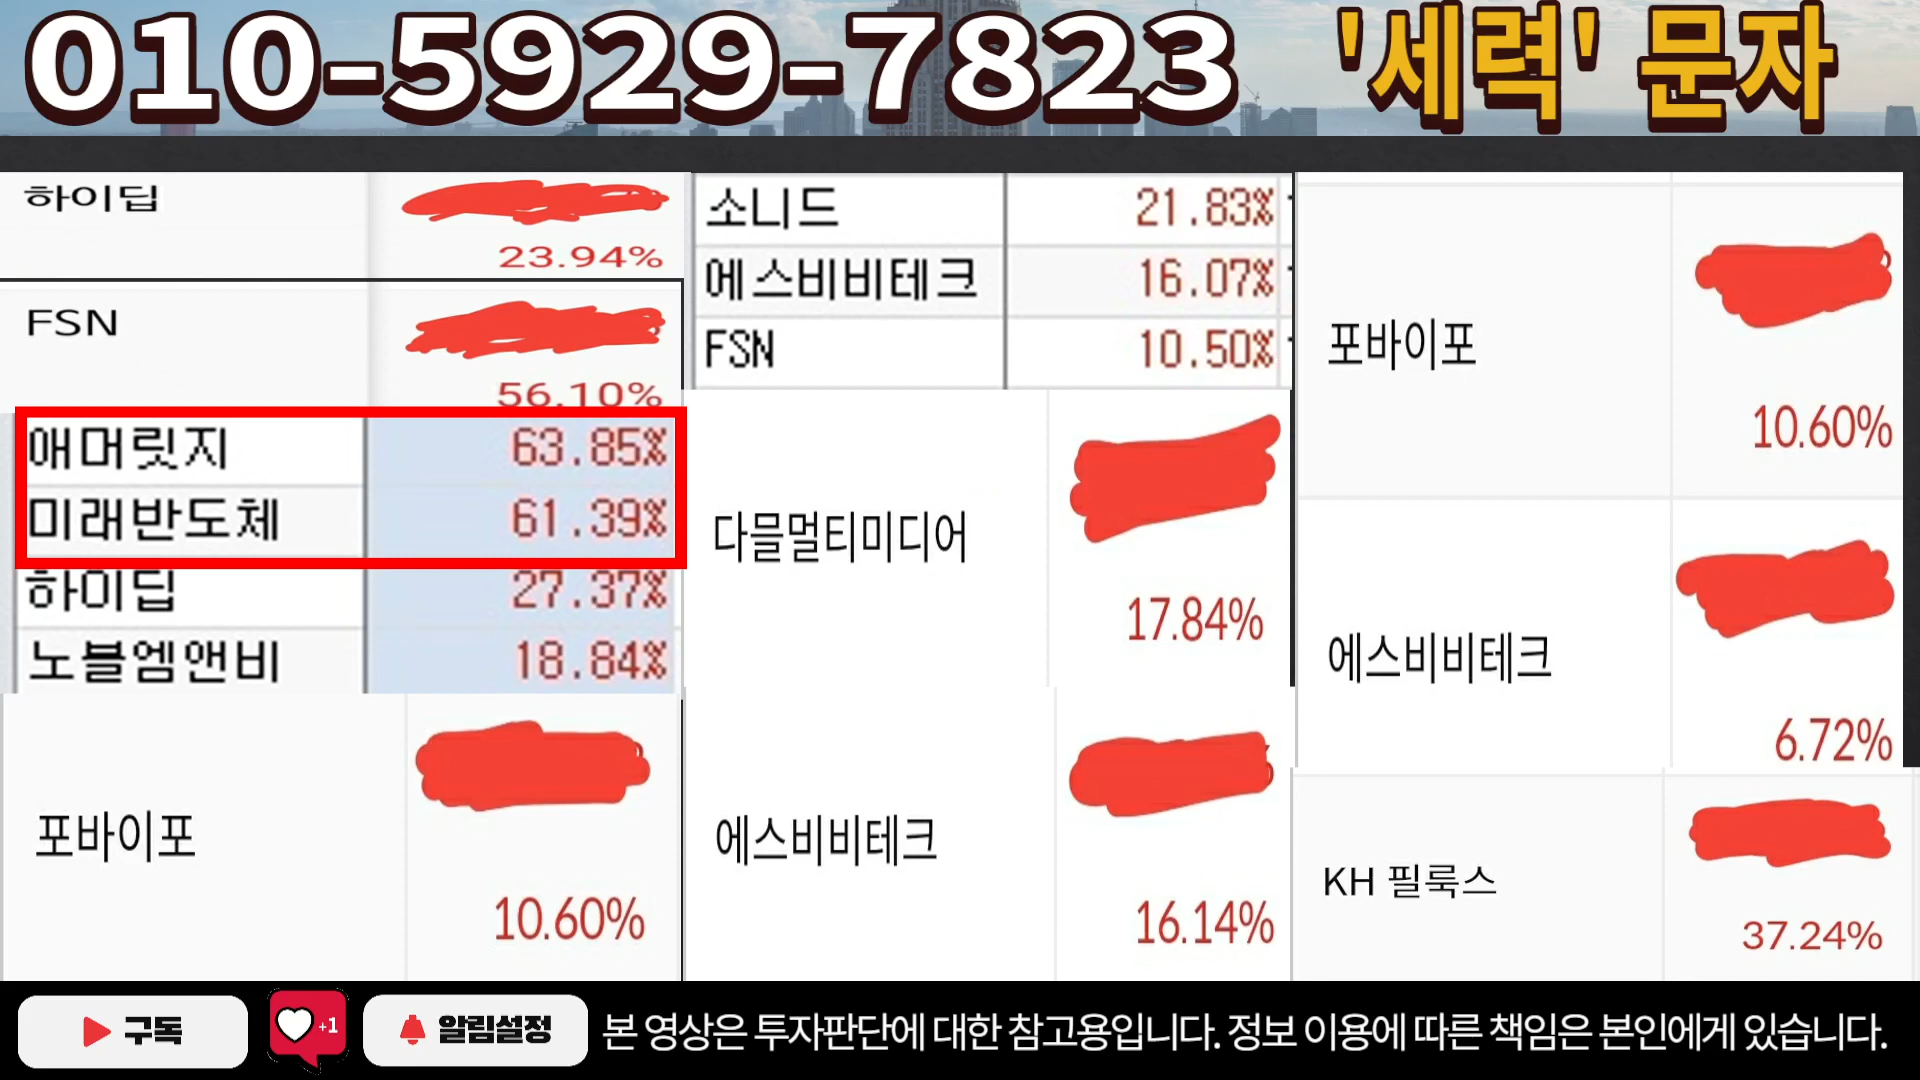 010-5929-7823 '세력' 문자
하이딥
23.94%
FSN
56.10%
애머릿지 63.85%
미래반도체 61.39%
하이딥 27.37%
노블엠앤비 18.84%
포바이포
10.60%
소니드 21.83%
에스비비테크 16.07%
FSN 10.50%
다믈멀티미디어
17.84%
에스비비테크
16.14%
포바이포
10.60%
에스비비테크
6.72%
KH 필룩스
37.24%
구독 +1 알림설정 본 영상은 투자판단에 대한 참고용입니다. 정보 이용에 따른 책임은 본인에게 있습니다.